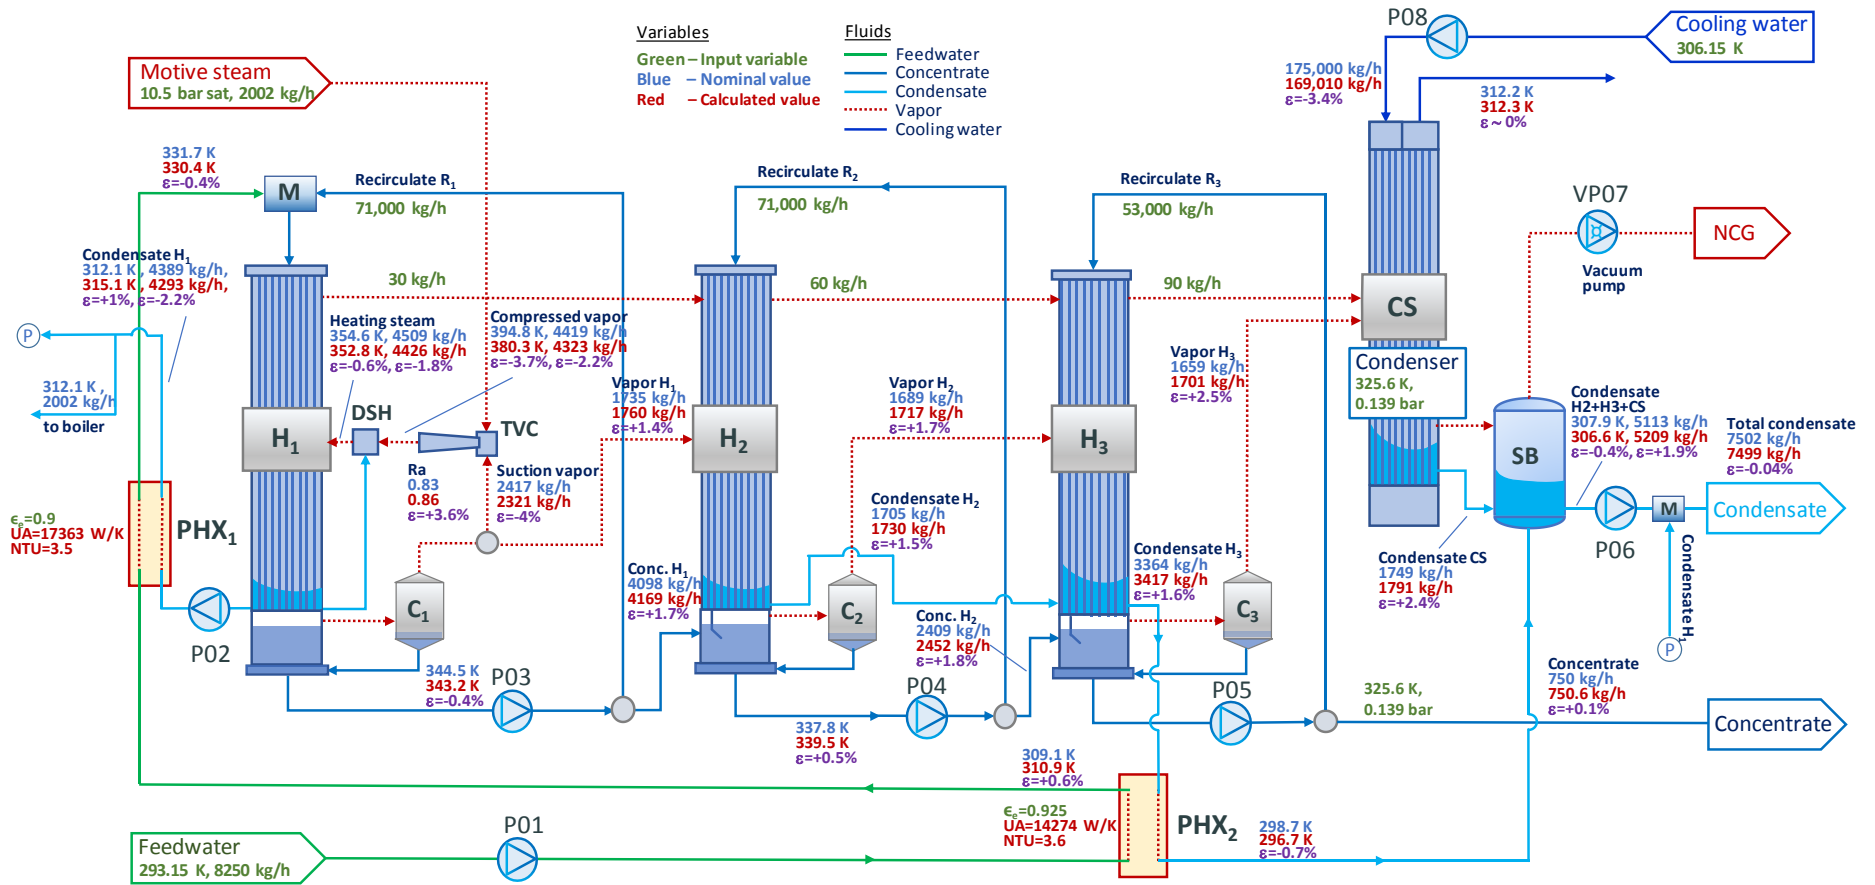 Variables
Green – Input variable
Blue – Nominal value
Red – Calculated value
Fluids
Feedwater
Concentrate
Condensate
Vapor
Cooling water
P08
Cooling water
306.15 K
175,000 kg/h
169,010 kg/h
ε=-3.4%
312.2 K
312.3 K
ε ~ 0%
Motive steam
10.5 bar sat, 2002 kg/h
331.7 K
330.4 K
ε=-0.4%
M
Recirculate R1
71,000 kg/h
Recirculate R2
71,000 kg/h
Recirculate R3
53,000 kg/h
VP07
NCG
Vacuum
pump
Condensate H1
312.1 K , 4389 kg/h,
315.1 K , 4293 kg/h,
ε=+1%, ε=-2.2%
30 kg/h
60 kg/h
90 kg/h
CS
P
312.1 K ,
2002 kg/h
to boiler
Heating steam
354.6 K, 4509 kg/h
352.8 K, 4426 kg/h
ε=-0.6%, ε=-1.8%
Compressed vapor
394.8 K, 4419 kg/h
380.3 K, 4323 kg/h
ε=-3.7%, ε=-2.2%
Vapor H1
1735 kg/h
1760 kg/h
ε=+1.4%
Vapor H2
1689 kg/h
1717 kg/h
ε=+1.7%
Vapor H3
1659 kg/h
1701 kg/h
ε=+2.5%
Condenser
325.6 K,
0.139 bar
H1
DSH
TVC
H2
H3
Ra
0.83
0.86
ε=+3.6%
Suction vapor
2417 kg/h
2321 kg/h
ε=-4%
Condensate
H2+H3+CS
307.9 K, 5113 kg/h
306.6 K, 5209 kg/h
ε=-0.4%, ε=+1.9%
Total condensate
7502 kg/h
7499 kg/h
ε=-0.04%
SB
P06
M
Condensate
Condensate H1
P
ϵe=0.9
UA=17363 W/K
NTU=3.5
PHX1
P02
C1
Conc. H1
4098 kg/h
4169 kg/h
ε=+1.7%
Condensate H2
1705 kg/h
1730 kg/h
ε=+1.5%
C2
Condensate H3
3364 kg/h
3417 kg/h
ε=+1.6%
C3
Condensate CS
1749 kg/h
1791 kg/h
ε=+2.4%
Conc. H2
2409 kg/h
2452 kg/h
ε=+1.8%
344.5 K
343.2 K
ε=-0.4%
P03
P04
P05
337.8 K
339.5 K
ε=+0.5%
325.6 K,
0.139 bar
Concentrate
750 kg/h
750.6 kg/h
ε=+0.1%
Concentrate
309.1 K
310.9 K
ε=+0.6%
ϵe=0.925
UA=14274 W/K
NTU=3.6
PHX2
298.7 K
296.7 K
ε=-0.7%
P01
Feedwater
293.15 K, 8250 kg/h